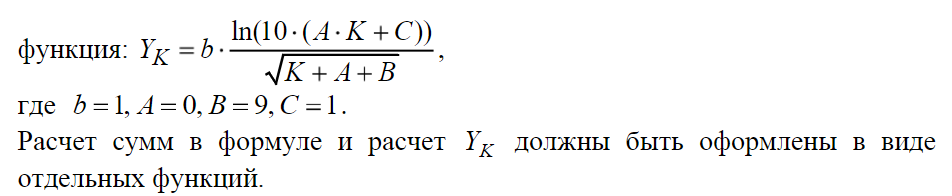 функция: Y_K = b · ln(10·(A·K + C)) / √(K + A + B),
где b = 1, A = 0, B = 9, C = 1.
Расчет сумм в формуле и расчет Y_K должны быть оформлены в виде
отдельных функций.